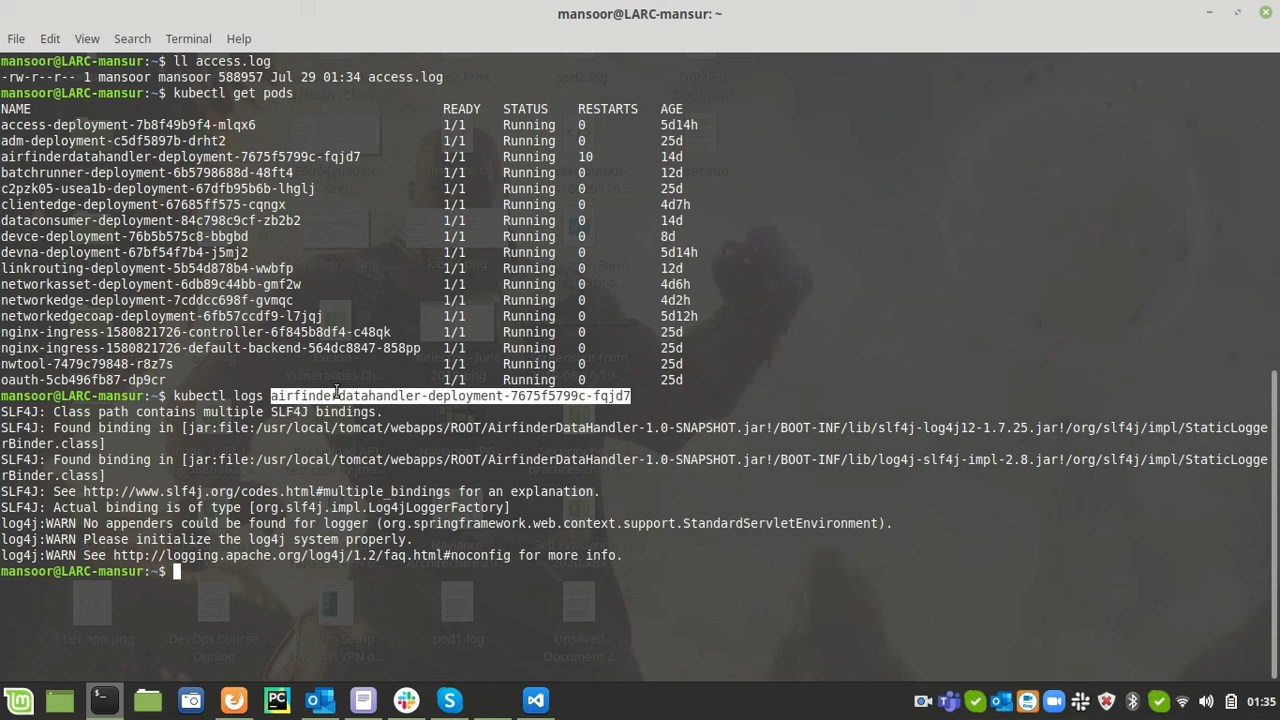 mansoor@LARC-mansur: ~
File Edit View Search Terminal Help
mansoor@LARC-mansur:~$ ll access.log
-rw-r--r-- 1 mansoor mansoor 588957 Jul 29 01:34 access.log
mansoor@LARC-mansur:~$ kubectl get pods
NAME READY STATUS RESTARTS AGE
access-deployment-7b8f49b9f4-mlqx6 1/1 Running 0 5d14h
adm-deployment-c5df5897b-drht2 1/1 Running 0 25d
airfinderdatahandler-deployment-7675f5799c-fqjd7 1/1 Running 10 14d
batchrunner-deployment-6b5798688d-48ft4 1/1 Running 0 12d
c2pzk05-usea1b-deployment-67dfb95b6b-lhglj 1/1 Running 0 25d
clientedge-deployment-67685ff575-cqngx 1/1 Running 0 4d7h
dataconsumer-deployment-84c798c9cf-zb2b2 1/1 Running 0 14d
devce-deployment-76b5b575c8-bbgbd 1/1 Running 0 8d
devna-deployment-67bf54f7b4-j5mj2 1/1 Running 0 5d14h
linkrouting-deployment-5b54d878b4-wwbfp 1/1 Running 0 12d
networkasset-deployment-6db89c44bb-gmf2w 1/1 Running 0 4d6h
networkedge-deployment-7cddcc698f-gvmqc 1/1 Running 0 4d2h
networkedgecoap-deployment-6fb57ccdf9-l7jqj 1/1 Running 0 5d12h
nginx-ingress-1580821726-controller-6f845b8df4-c48qk 1/1 Running 0 25d
nginx-ingress-1580821726-default-backend-564dc8847-858pp 1/1 Running 0 25d
nwtool-7479c79848-r8z7s 1/1 Running 0 25d
oauth-5cb496fb87-dp9cr 1/1 Running 0 25d
mansoor@LARC-mansur:~$ kubectl logs airfinderdatahandler-deployment-7675f5799c-fqjd7
SLF4J: Class path contains multiple SLF4J bindings.
SLF4J: Found binding in [jar:file:/usr/local/tomcat/webapps/ROOT/AirfinderDataHandler-1.0-SNAPSHOT.jar!/BOOT-INF/lib/slf4j-log4j12-1.7.25.jar!/org/slf4j/impl/StaticLogge
rBinder.class]
SLF4J: Found binding in [jar:file:/usr/local/tomcat/webapps/ROOT/AirfinderDataHandler-1.0-SNAPSHOT.jar!/BOOT-INF/lib/log4j-slf4j-impl-2.8.jar!/org/slf4j/impl/StaticLogge
rBinder.class]
SLF4J: See http://www.slf4j.org/codes.html#multiple_bindings for an explanation.
SLF4J: Actual binding is of type [org.slf4j.impl.Log4jLoggerFactory]
log4j:WARN No appenders could be found for logger (org.springframework.web.context.support.StandardServletEnvironment).
log4j:WARN Please initialize the log4j system properly.
log4j:WARN See http://logging.apache.org/log4j/1.2/faq.html#noconfig for more info.
mansoor@LARC-mansur:~$
3 tier app.png
DevOps Course
Outline
pod1.log
Unsaved
Document 2
01:35